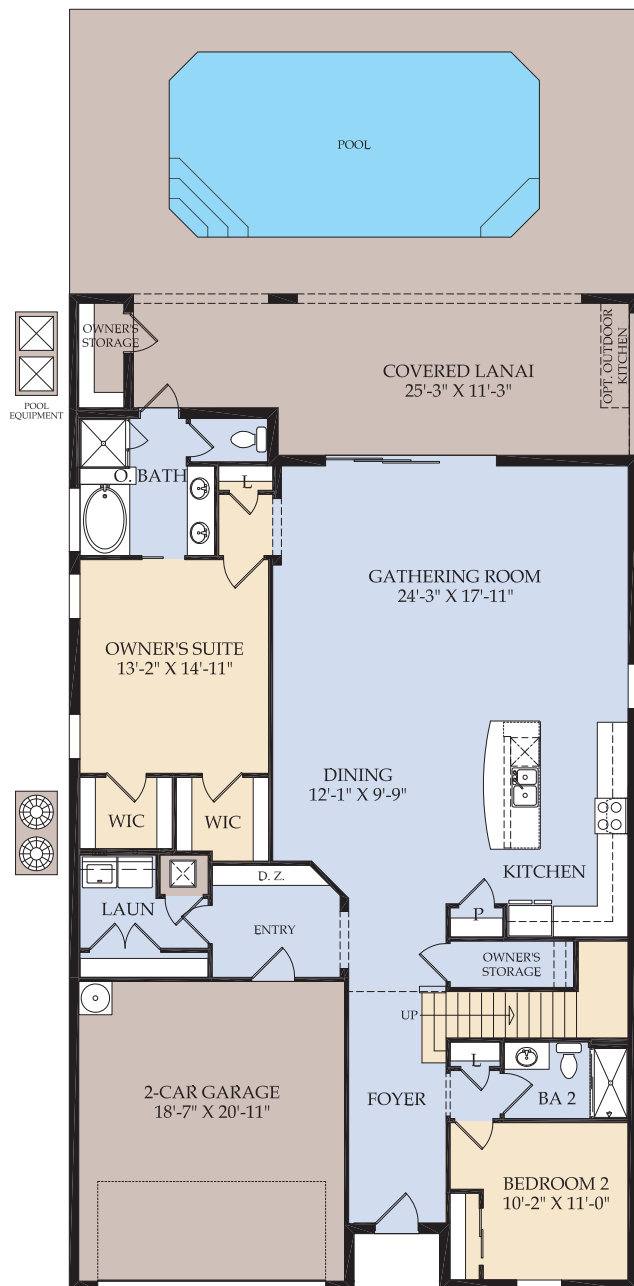 POOL
OWNER'S
STORAGE
OPT. OUTDOOR
KITCHEN
COVERED LANAI
25'-3" X 11'-3"
POOL
EQUIPMENT
O. BATH
L
GATHERING ROOM
24'-3" X 17'-11"
OWNER'S SUITE
13'-2" X 14'-11"
DINING
12'-1" X 9'-9"
WIC
WIC
KITCHEN
D. Z.
LAUN
P
ENTRY
OWNER'S
STORAGE
UP
L
2-CAR GARAGE
18'-7" X 20'-11"
FOYER
BA 2
BEDROOM 2
10'-2" X 11'-0"